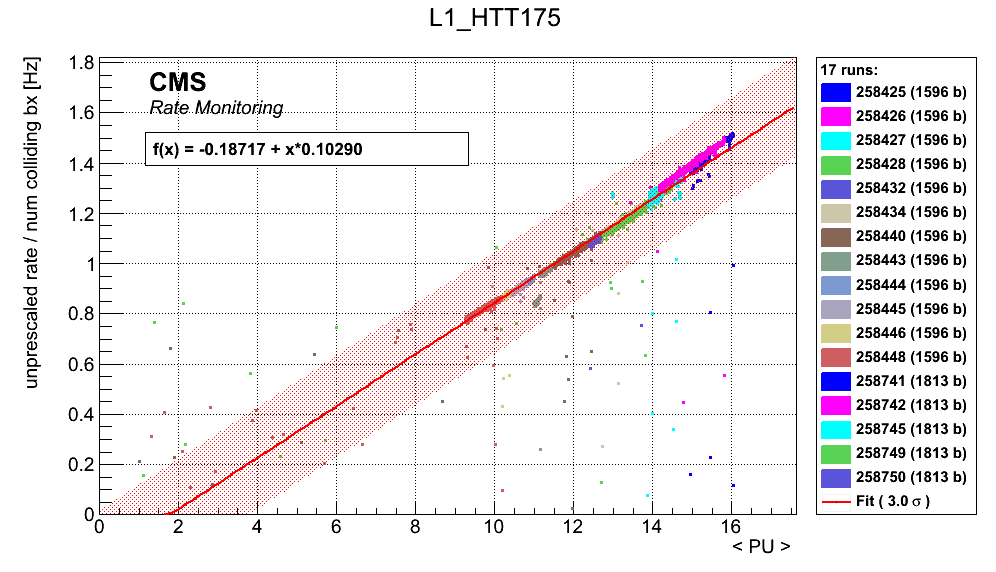 L1_HTT175
unprescaled rate / num colliding bx [Hz]
1.8
1.6
1.4
1.2
1
0.8
0.6
0.4
0.2
0
CMS
Rate Monitoring
f(x) = -0.18717 + x*0.10290
0 2 4 6 8 10 12 14 16
< PU >
17 runs:
258425 (1596 b)
258426 (1596 b)
258427 (1596 b)
258428 (1596 b)
258432 (1596 b)
258434 (1596 b)
258440 (1596 b)
258443 (1596 b)
258444 (1596 b)
258445 (1596 b)
258446 (1596 b)
258448 (1596 b)
258741 (1813 b)
258742 (1813 b)
258745 (1813 b)
258749 (1813 b)
258750 (1813 b)
Fit ( 3.0 σ )